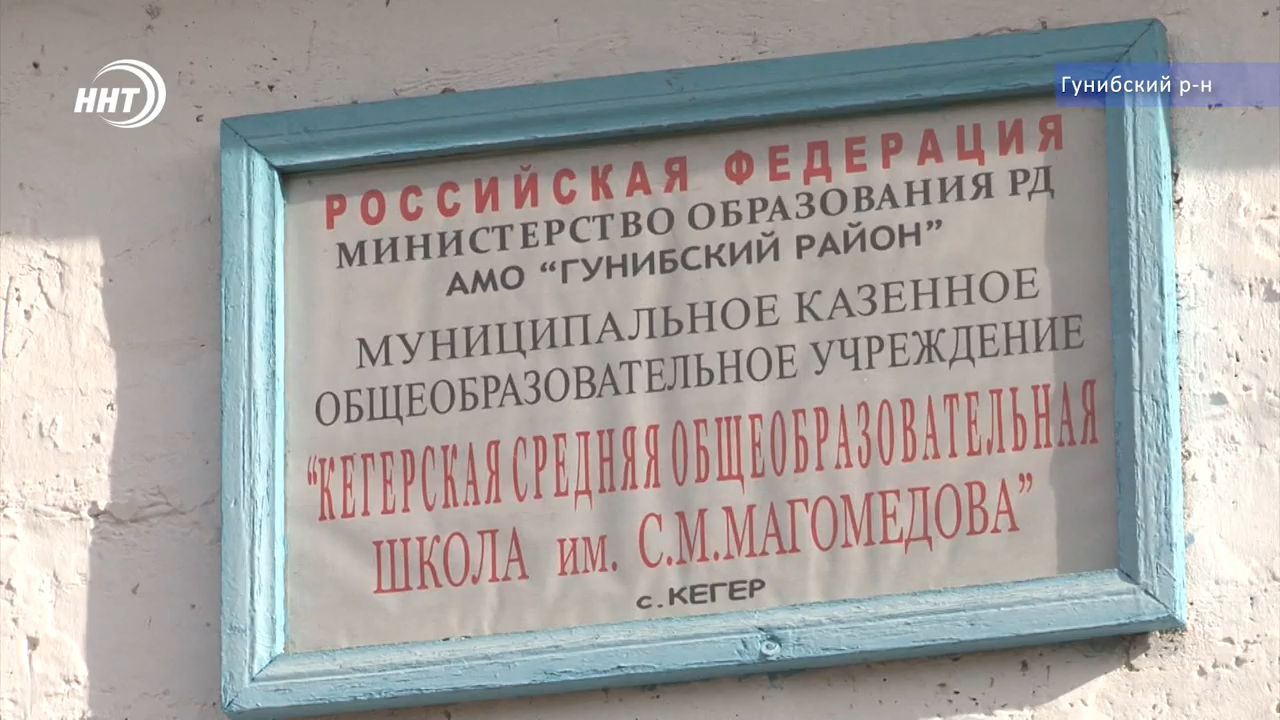 ННТ
Гунибский р-н
РОССИЙСКАЯ ФЕДЕРАЦИЯ
МИНИСТЕРСТВО ОБРАЗОВАНИЯ РД
АМО “ГУНИБСКИЙ РАЙОН”
МУНИЦИПАЛЬНОЕ КАЗЕННОЕ
ОБЩЕОБРАЗОВАТЕЛЬНОЕ УЧРЕЖДЕНИЕ
“КЕГЕРСКАЯ СРЕДНЯЯ ОБЩЕОБРАЗОВАТЕЛЬНАЯ
ШКОЛА им. С.М.МАГОМЕДОВА”
с.КЕГЕР